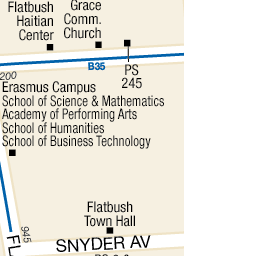 Flatbush
Haitian
Center
Grace
Comm.
Church
B35
PS
245
200
Erasmus Campus
School of Science & Mathematics
Academy of Performing Arts
School of Humanities
School of Business Technology
Flatbush
Town Hall
945
FL
SNYDER AV